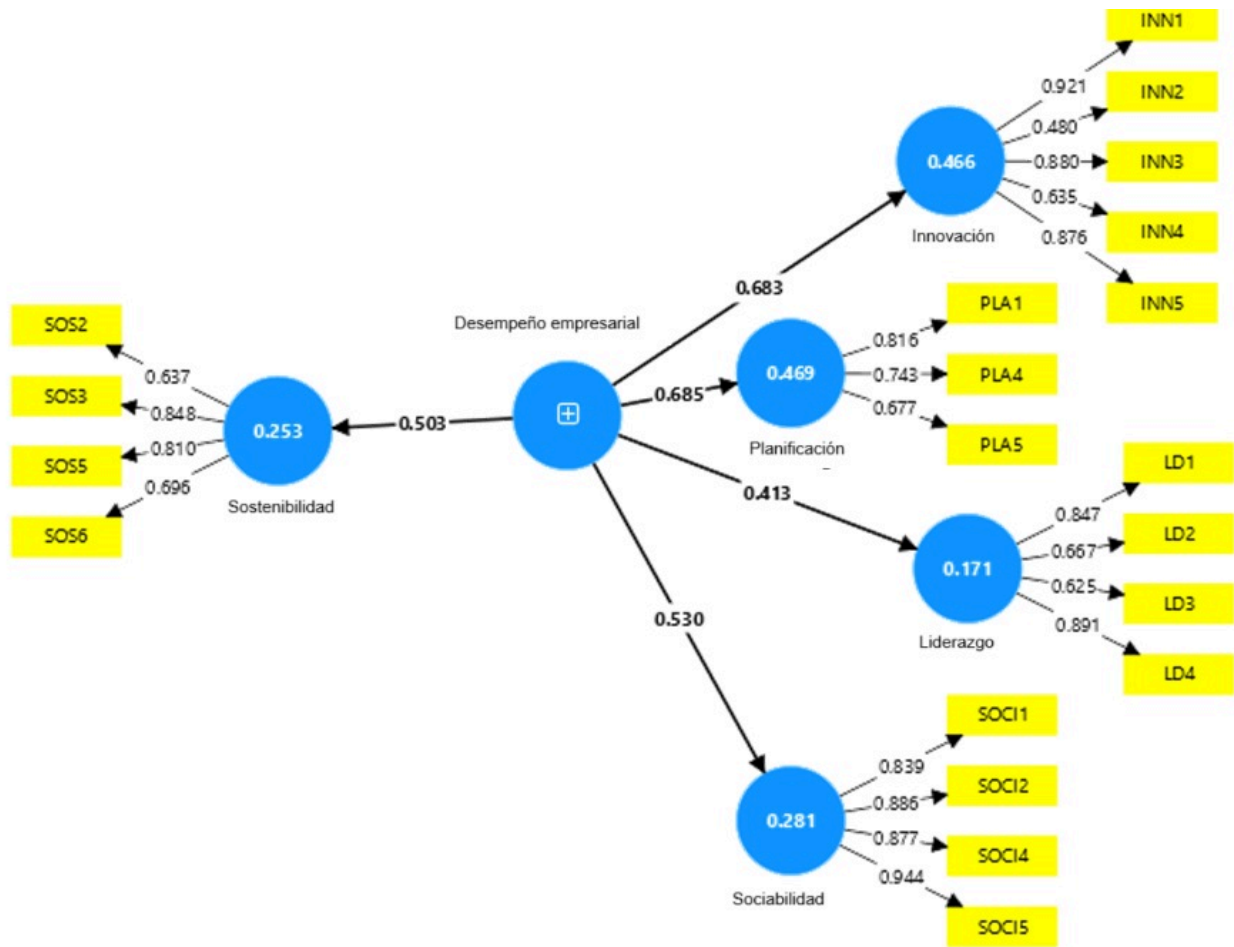 INN1
0.921
INN2
0.480
INN3
0.466
0.880
0.635
INN4
Innovación
0.876
INN5
0.683
Desempeño empresarial
PLA1
0.816
SOS2
0.637
0.685
0.469
0.743
PLA4
0.677
SOS3
0.848
0.253
0.503
SOS5
0.810
Planificación
PLA5
0.696
SOS6
Sostenibilidad
0.413
LD1
0.847
LD2
0.667
0.171
0.625
LD3
0.891
Liderazgo
LD4
0.530
SOCI1
0.839
SOCI2
0.886
0.281
0.877
SOCI4
0.944
Sociabilidad
SOCI5